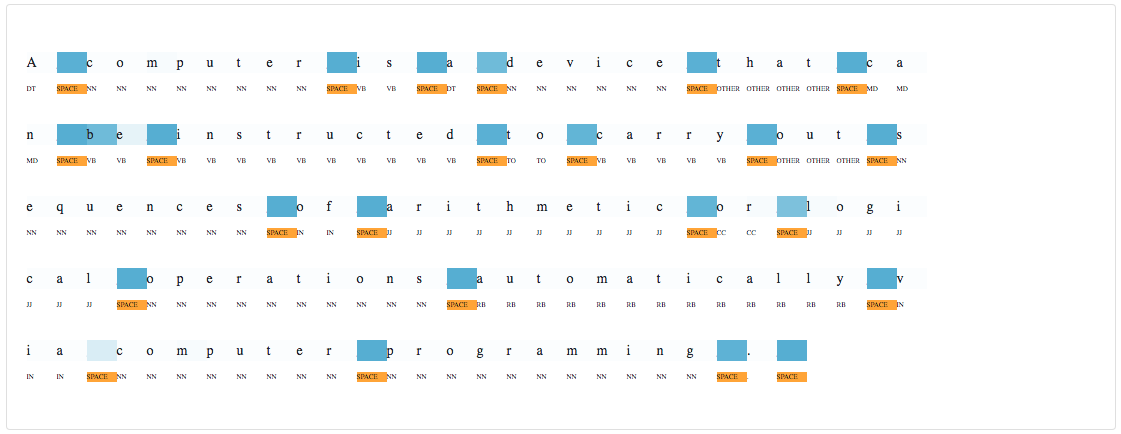 A c o m p u t e r i s a d e v i c e t h a t c a
DT SPACE NN NN NN NN NN NN NN NN SPACE VB VB SPACE DT SPACE NN NN NN NN NN NN SPACE OTHER OTHER OTHER OTHER SPACE MD MD
n b e i n s t r u c t e d t o c a r r y o u t s
MD SPACE VB VB SPACE VB VB VB VB VB VB VB VB VB VB SPACE TO TO SPACE VB VB VB VB VB SPACE OTHER OTHER OTHER SPACE NN
e q u e n c e s o f a r i t h m e t i c o r l o g i
NN NN NN NN NN NN NN NN SPACE IN IN SPACE JJ JJ JJ JJ JJ JJ JJ JJ JJ JJ SPACE CC CC SPACE JJ JJ JJ JJ
c a l o p e r a t i o n s a u t o m a t i c a l l y v
JJ JJ JJ SPACE NN NN NN NN NN NN NN NN NN NN SPACE RB RB RB RB RB RB RB RB RB RB RB RB RB SPACE IN
i a c o m p u t e r p r o g r a m m i n g .
IN IN SPACE NN NN NN NN NN NN NN NN SPACE NN NN NN NN NN NN NN NN NN NN NN SPACE . SPACE